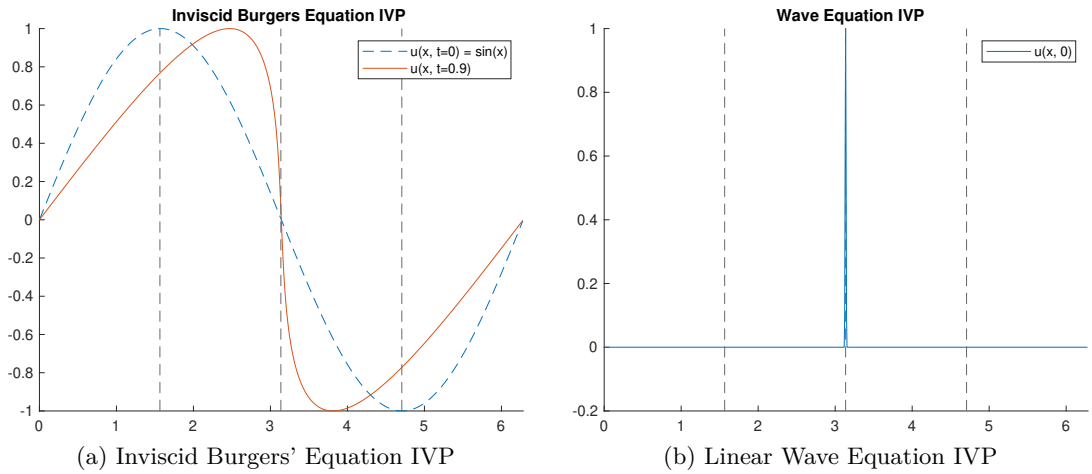 Inviscid Burgers Equation IVP
u(x, t=0) = sin(x)
u(x, t=0.9)
1
0.8
0.6
0.4
0.2
0
-0.2
-0.4
-0.6
-0.8
-1
0 1 2 3 4 5 6
(a) Inviscid Burgers' Equation IVP
Wave Equation IVP
u(x, 0)
1
0.8
0.6
0.4
0.2
0
-0.2
0 1 2 3 4 5 6
(b) Linear Wave Equation IVP